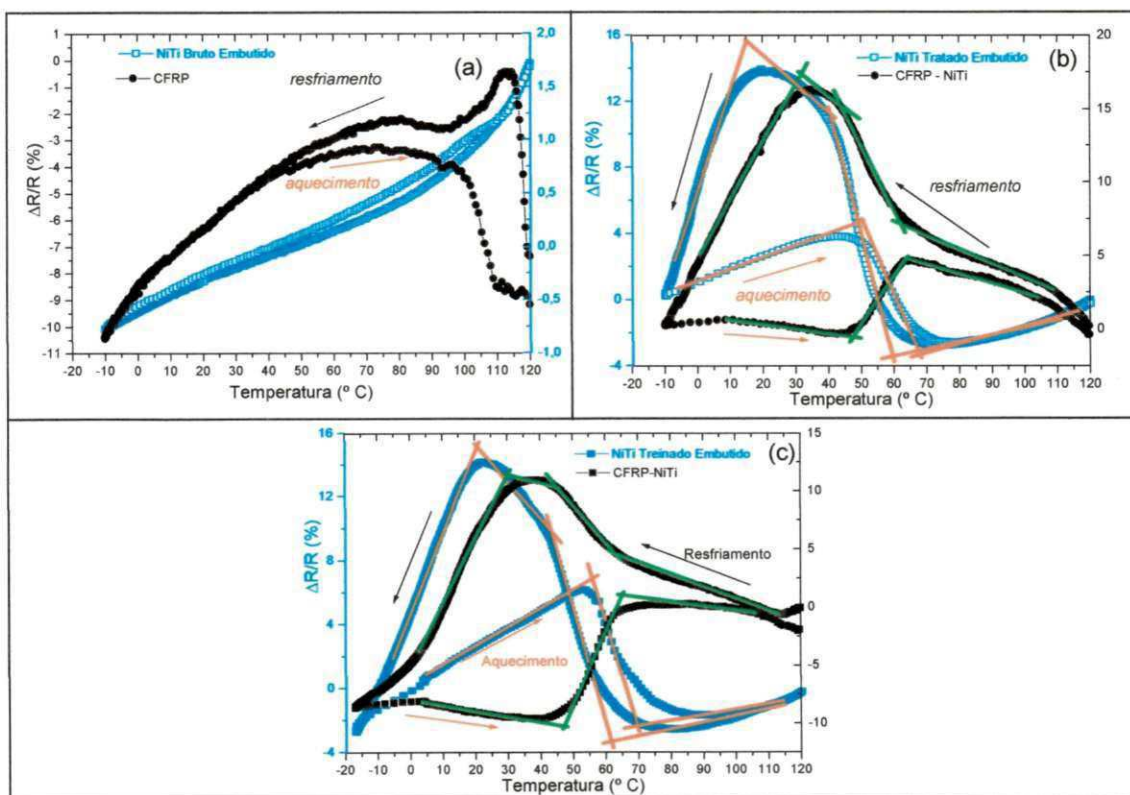 (a)
NiTi Bruto Embutido
CFRP
resfriamento
aquecimento
ΔR/R (%)
1
0
-1
-2
-3
-4
-5
-6
-7
-8
-9
-10
-11
2,0
1,5
1,0
0,5
0,0
-0,5
-1,0
-20 -10 0 10 20 30 40 50 60 70 80 90 100 110 120
Temperatura (º C)
(b)
NiTi Tratado Embutido
CFRP - NiTi
resfriamento
aquecimento
ΔR/R (%)
16
12
8
4
0
-4
20
15
10
5
0
-20 -10 0 10 20 30 40 50 60 70 80 90 100 110 120
Temperatura (º C)
(c)
NiTi Treinado Embutido
CFRP-NiTi
Resfriamento
Aquecimento
ΔR/R (%)
16
12
8
4
0
-4
15
10
5
0
-5
-10
-20 -10 0 10 20 30 40 50 60 70 80 90 100 110 120
Temperatura (º C)